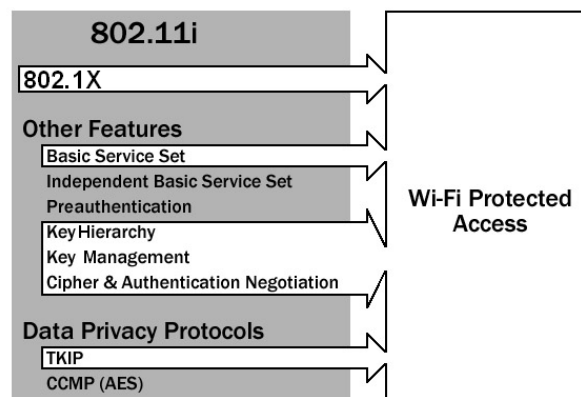 802.11i
802.1X
Other Features
Basic Service Set
Independent Basic Service Set
Preauthentication
Key Hierarchy
Key Management
Cipher & Authentication Negotiation
Data Privacy Protocols
TKIP
CCMP (AES)
Wi-Fi Protected
Access